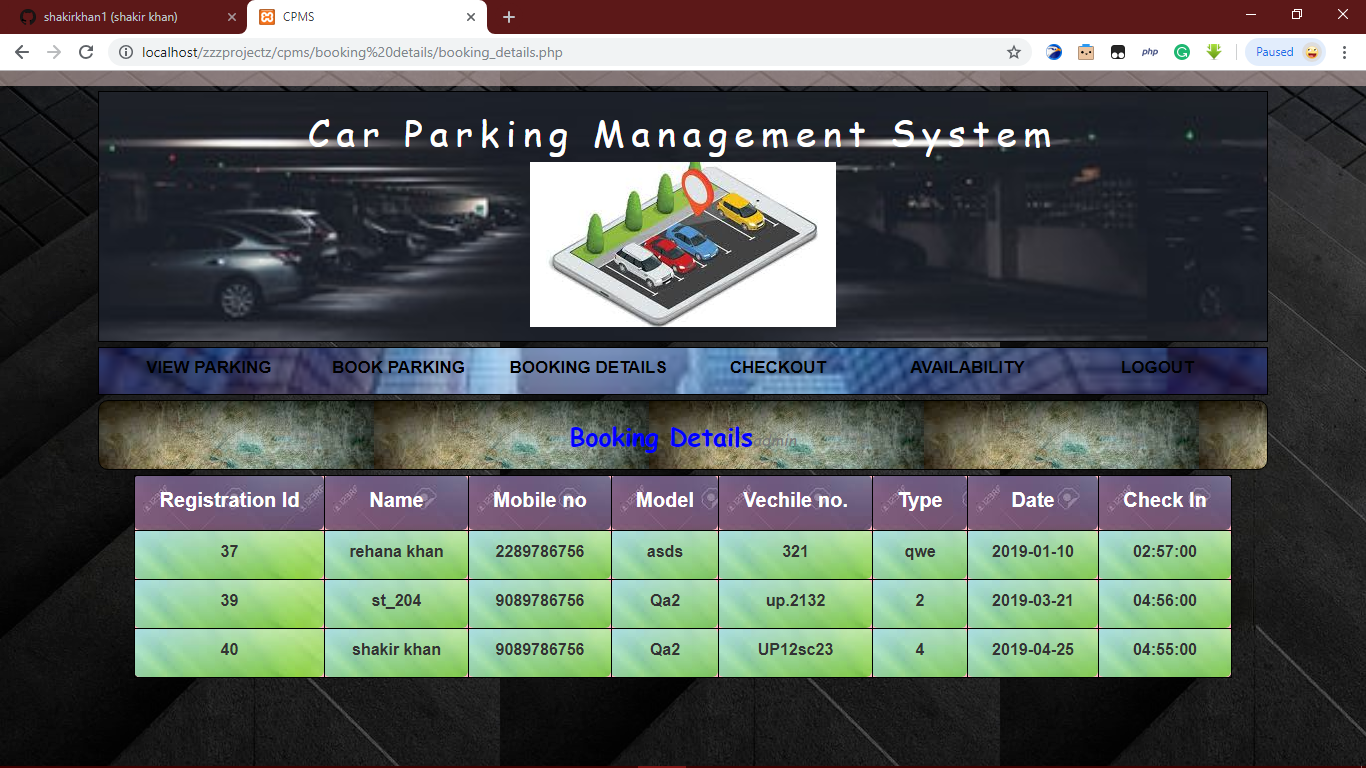 shakirkhan1 (shakir khan)
CPMS
localhost/zzzprojectz/cpms/booking%20details/booking_details.php
php
Paused
Car Parking Management System
VIEW PARKING BOOK PARKING BOOKING DETAILS CHECKOUT AVAILABILITY LOGOUT
Booking Details admin
Registration Id Name Mobile no Model Vechile no. Type Date Check In
37 rehana khan 2289786756 asds 321 qwe 2019-01-10 02:57:00
39 st_204 9089786756 Qa2 up.2132 2 2019-03-21 04:56:00
40 shakir khan 9089786756 Qa2 UP12sc23 4 2019-04-25 04:55:00